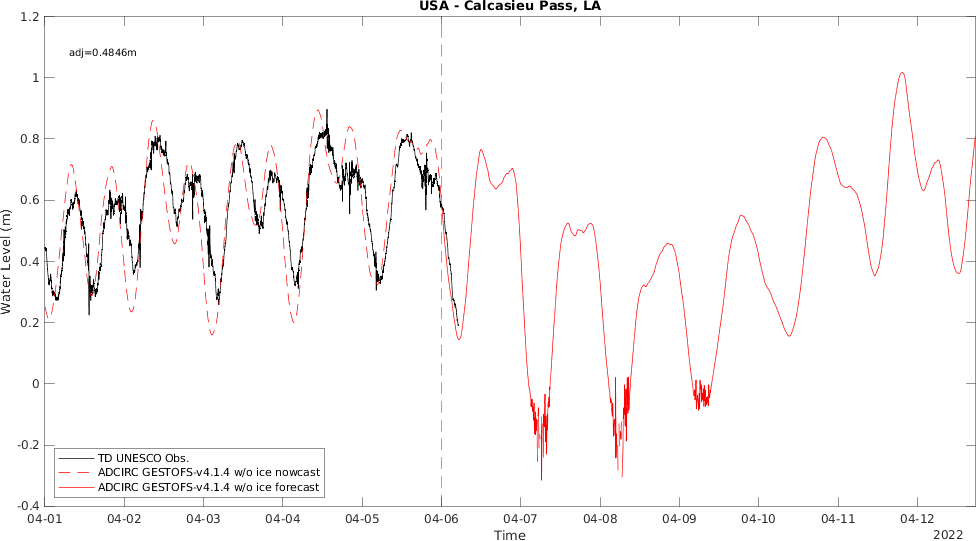 USA - Calcasieu Pass, LA
1.2
adj=0.4846m
1
0.8
0.6
0.4
0.2
0
-0.2
-0.4
Water Level (m)
TD UNESCO Obs.
ADCIRC GESTOFS-v4.1.4 w/o ice nowcast
ADCIRC GESTOFS-v4.1.4 w/o ice forecast
04-01 04-02 04-03 04-04 04-05 04-06 04-07 04-08 04-09 04-10 04-11 04-12
Time
2022